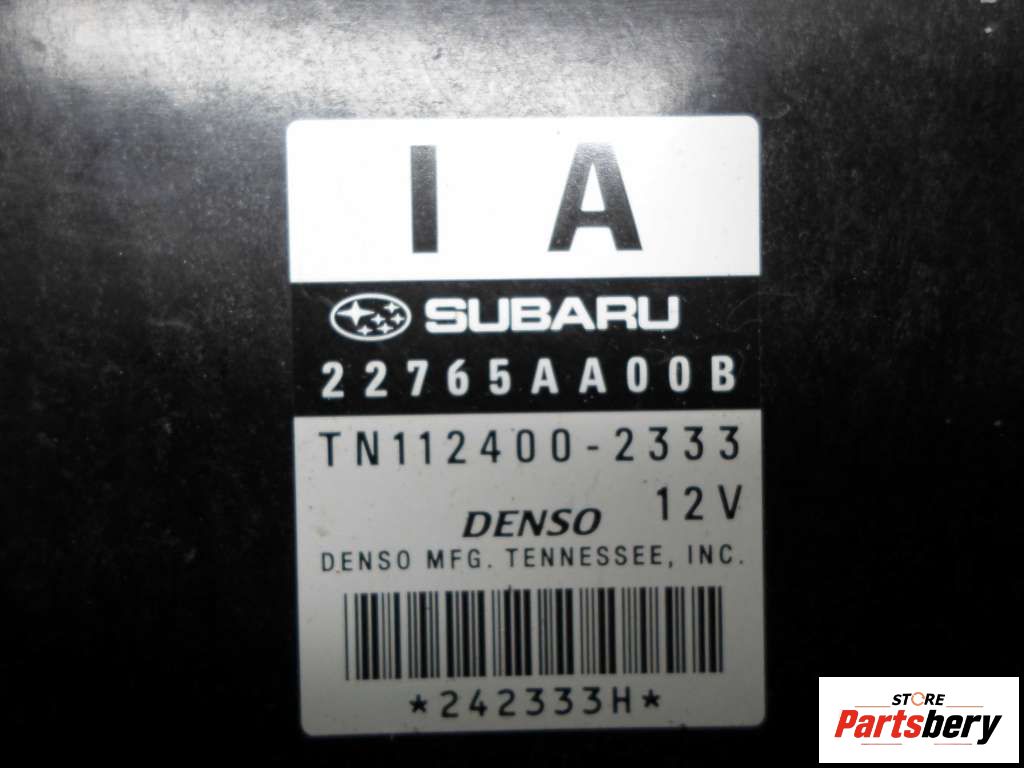 I A
SUBARU
22765AA00B
TN112400-2333
12V
DENSO
DENSO MFG. TENNESSEE, INC.
*242333H*
STORE
Partsbery